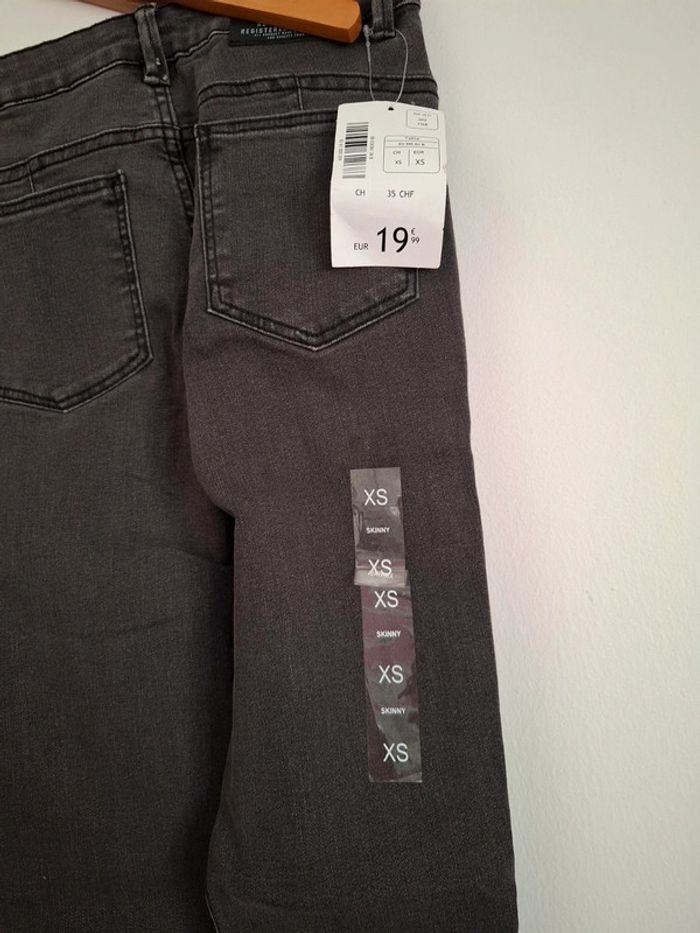 REGISTERED
TAILLE
CH EUR
XS XS
CH 35 CHF
EUR 19 €99
XS
SKINNY
XS
XS
SKINNY
XS
SKINNY
XS